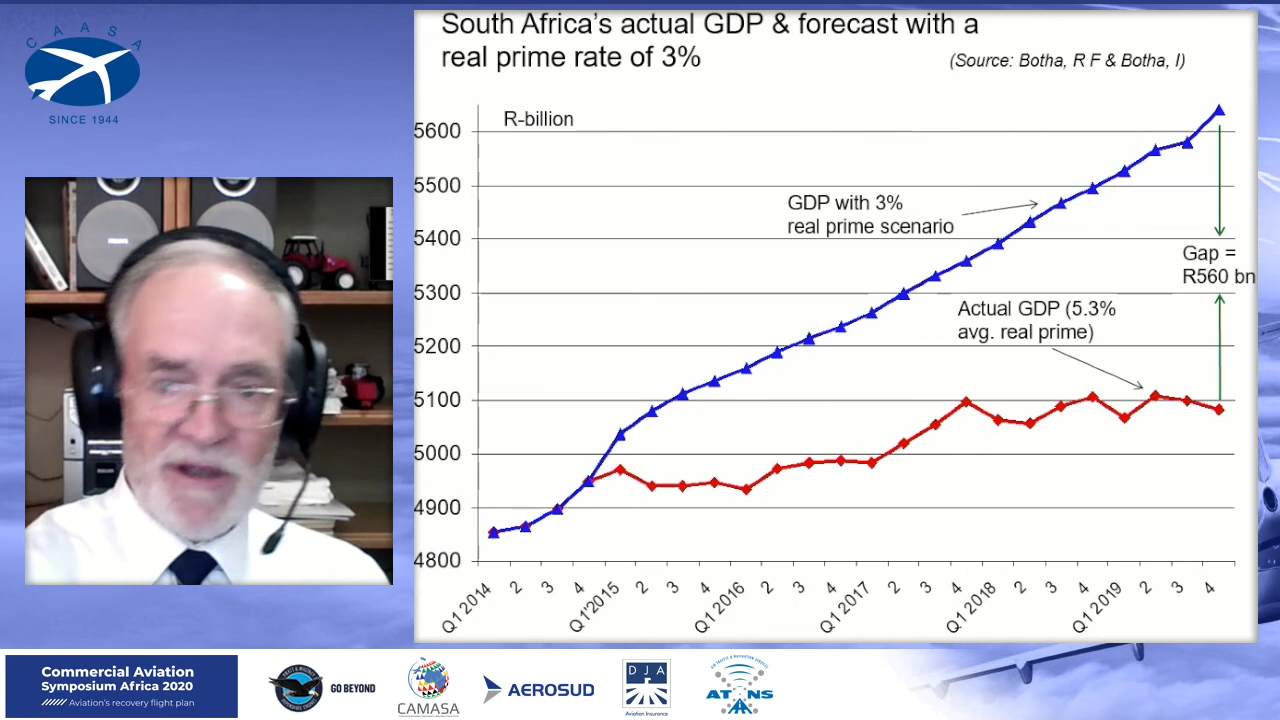 CAASA
SINCE 1944
South Africa's actual GDP & forecast with a
real prime rate of 3%
(Source: Botha, R F & Botha, I)
R-billion
5600
5500
5400
5300
5200
5100
5000
4900
4800
GDP with 3%
real prime scenario
Gap =
R560 bn
Actual GDP (5.3%
avg. real prime)
Q1 2014 2 3 4 Q1'2015 2 3 4 Q1 2016 2 3 4 Q1 2017 2 3 4 Q1 2018 2 3 4 Q1 2019 2 3 4
Commercial Aviation
Symposium Africa 2020
////// Aviation's recovery flight plan
GO BEYOND
CAMASA
AEROSUD
DJA
Aviation Insurance
AIR TRAFFIC & NAVIGATION SERVICES
ATNS